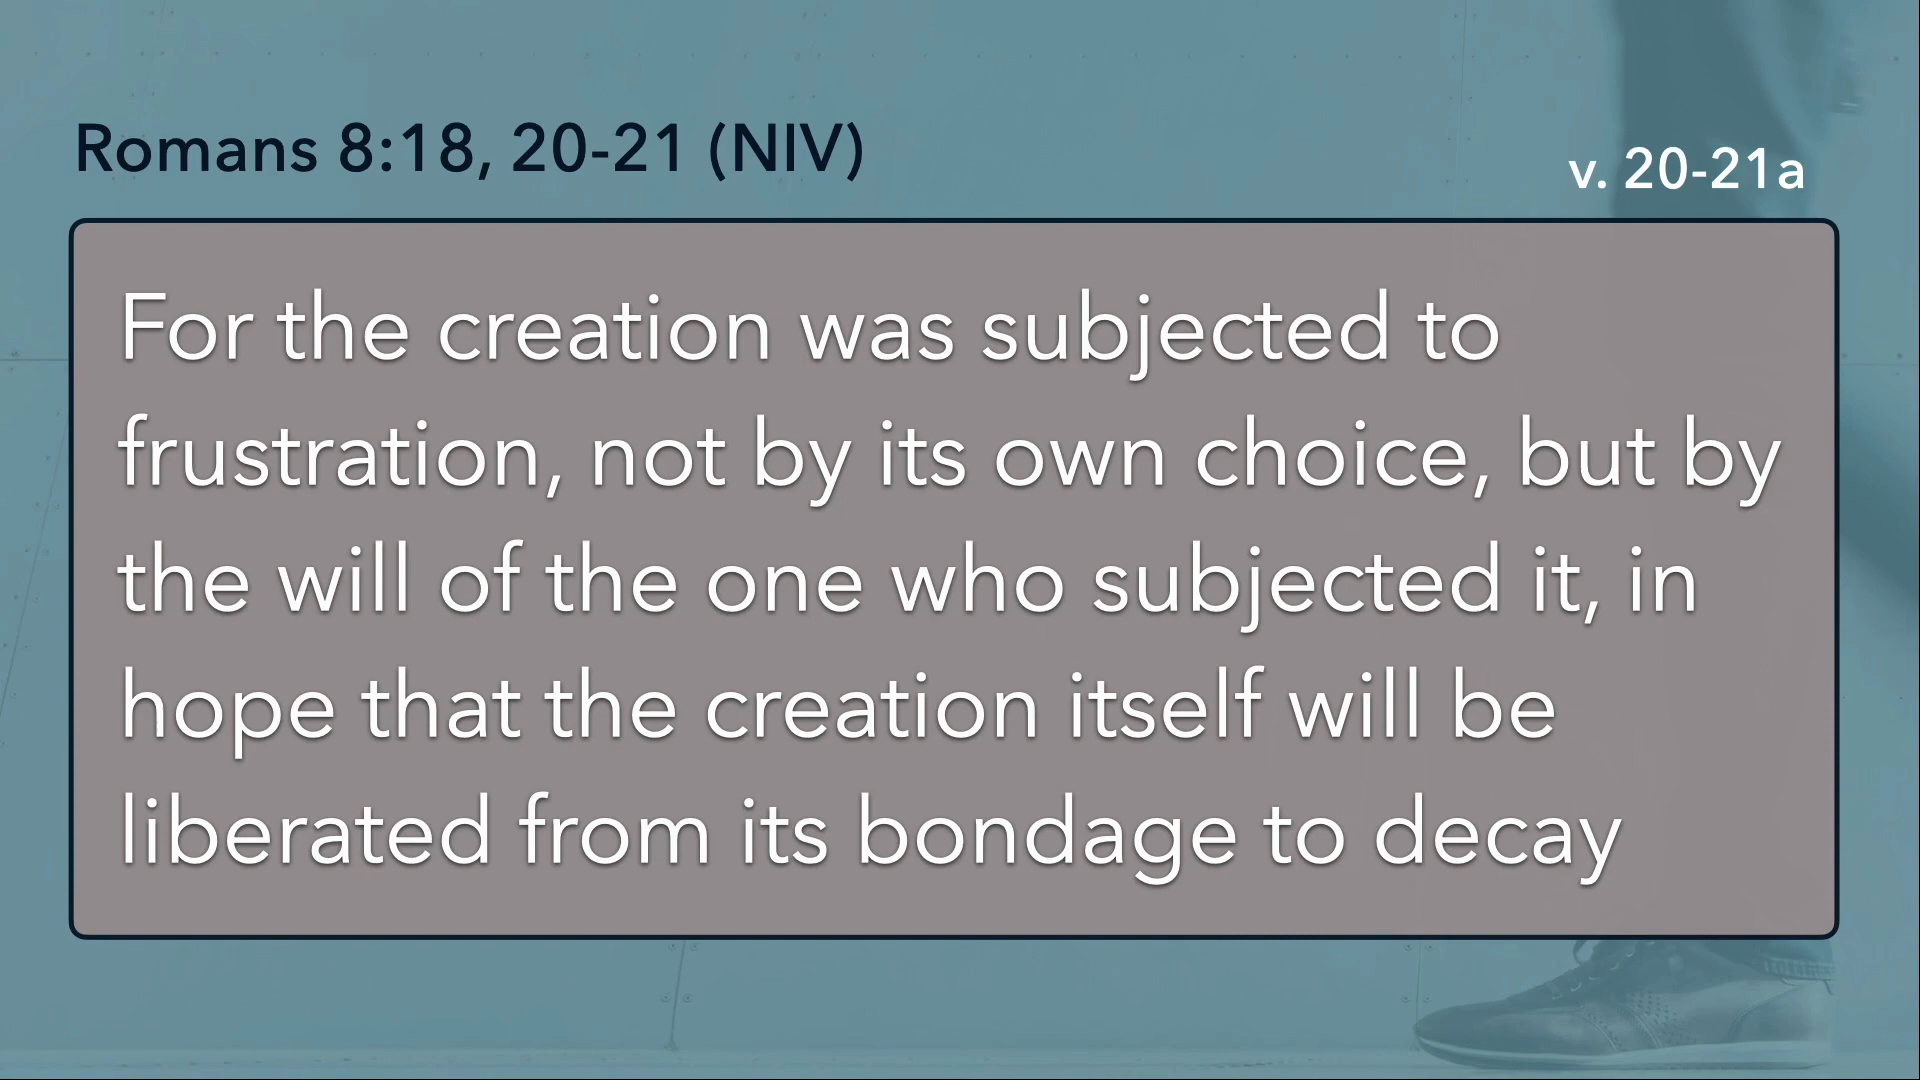 Romans 8:18, 20-21 (NIV)
v. 20-21a
For the creation was subjected to
frustration, not by its own choice, but by
the will of the one who subjected it, in
hope that the creation itself will be
liberated from its bondage to decay